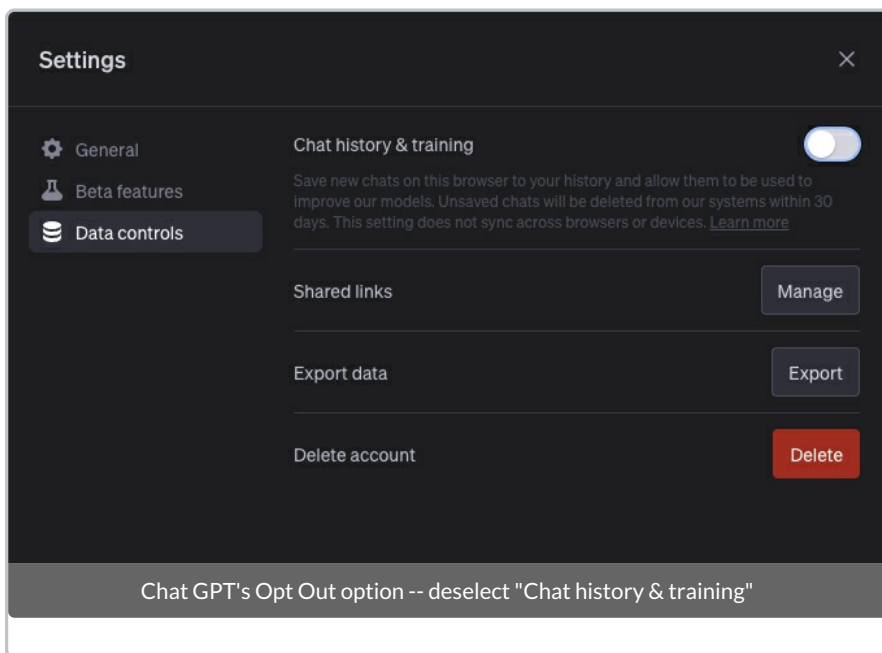 Settings
General
Beta features
Data controls
Chat history & training
Save new chats on this browser to your history and allow them to be used to
improve our models. Unsaved chats will be deleted from our systems within 30
days. This setting does not sync across browsers or devices. Learn more
Shared links
Manage
Export data
Export
Delete account
Delete
Chat GPT's Opt Out option -- deselect "Chat history & training"